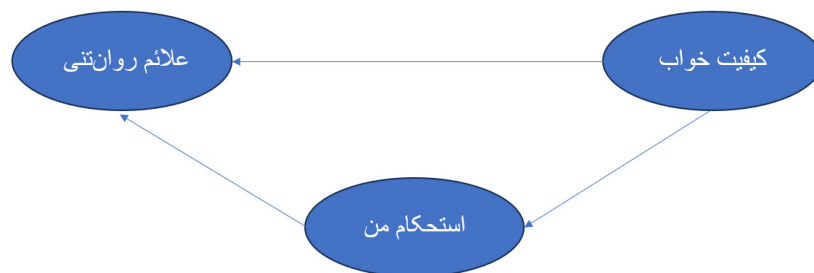 کیفیت خواب
علائم روان‌تنی
استحکام من